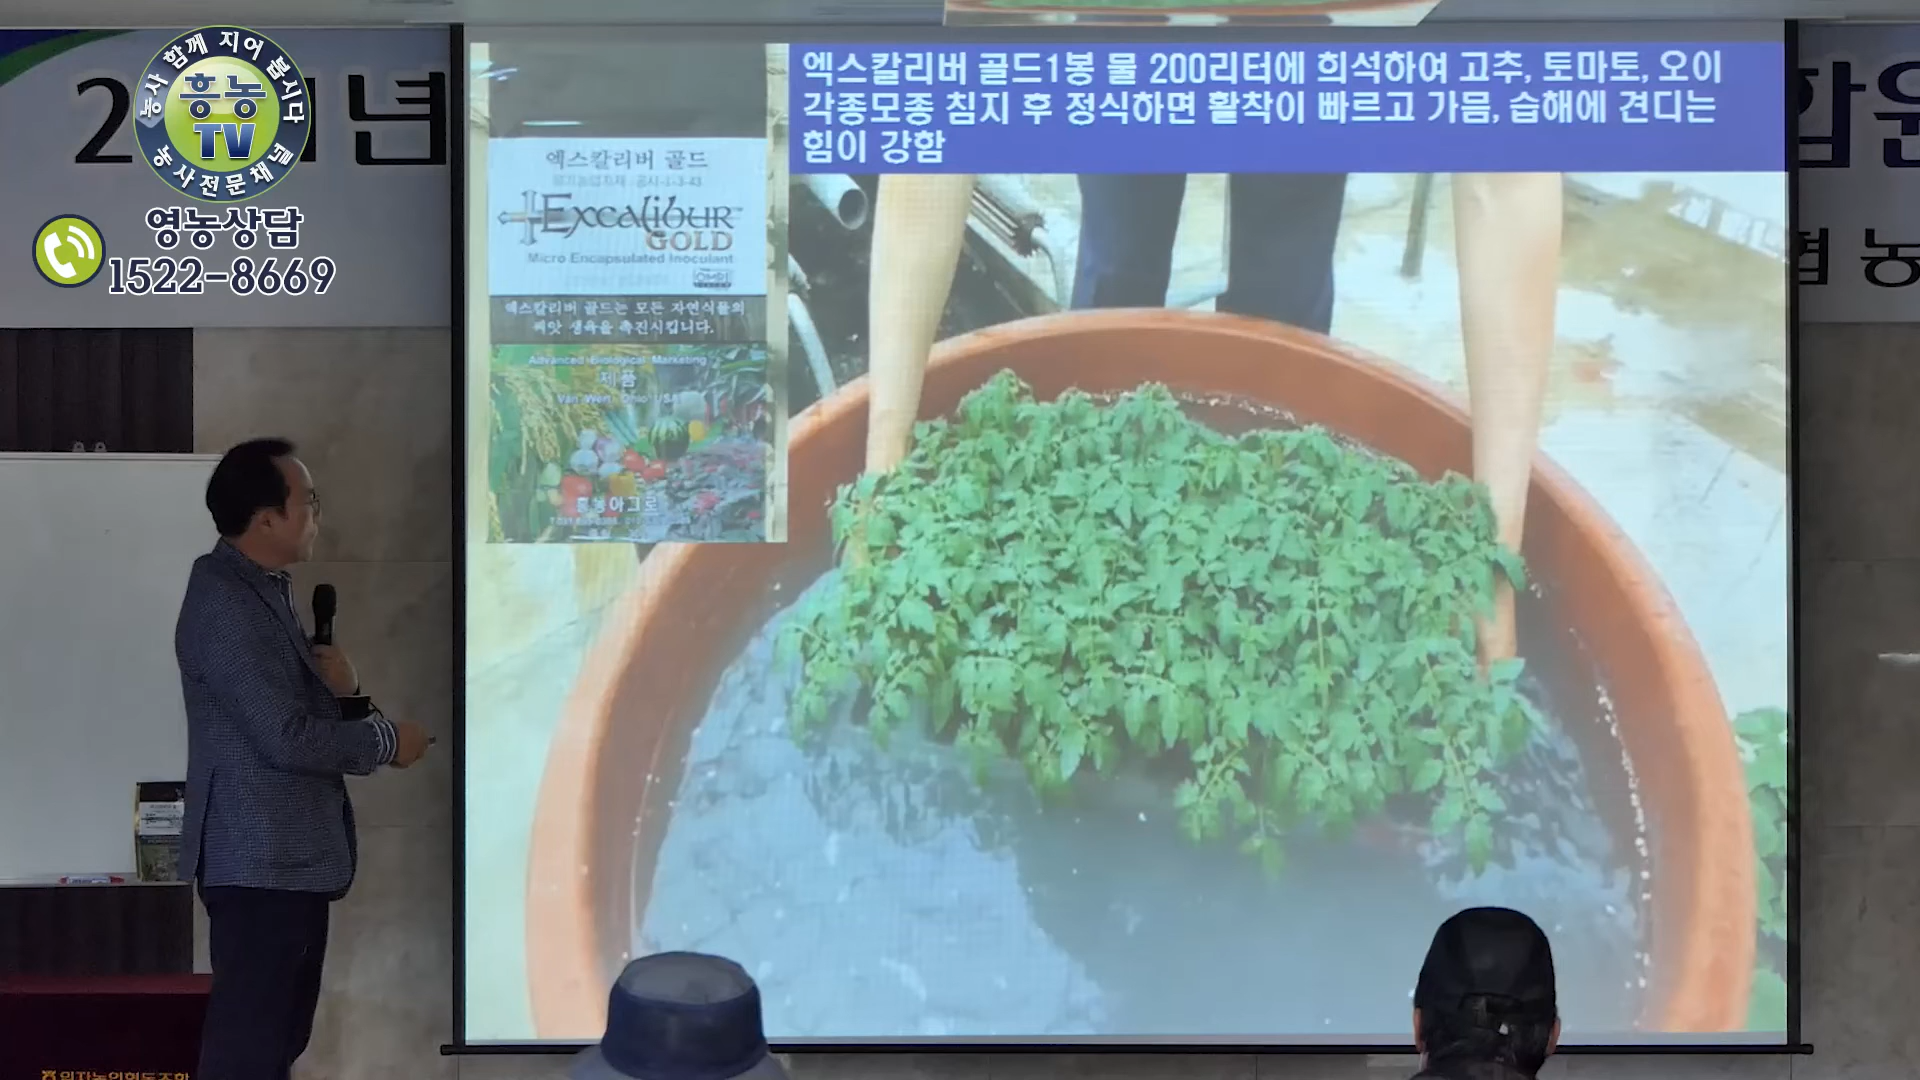 농사 함께 지어 봅시다
흥농
TV
농사전문채널
영농상담
1522-8669
년
엑스칼리버 골드1봉 물 200리터에 희석하여 고추, 토마토, 오이
각종모종 침지 후 정식하면 활착이 빠르고 가믐, 습해에 견디는
힘이 강함
엑스칼리버 골드
Excalibur
GOLD
Micro Encapsulated Inoculant
OMRI
엑스칼리버 골드는 모든 자연식물의
씨앗 생육을 촉진시킵니다.
Advanced Biological Marketing
제품
Van Wert, Ohio USA
흥농아그로
농